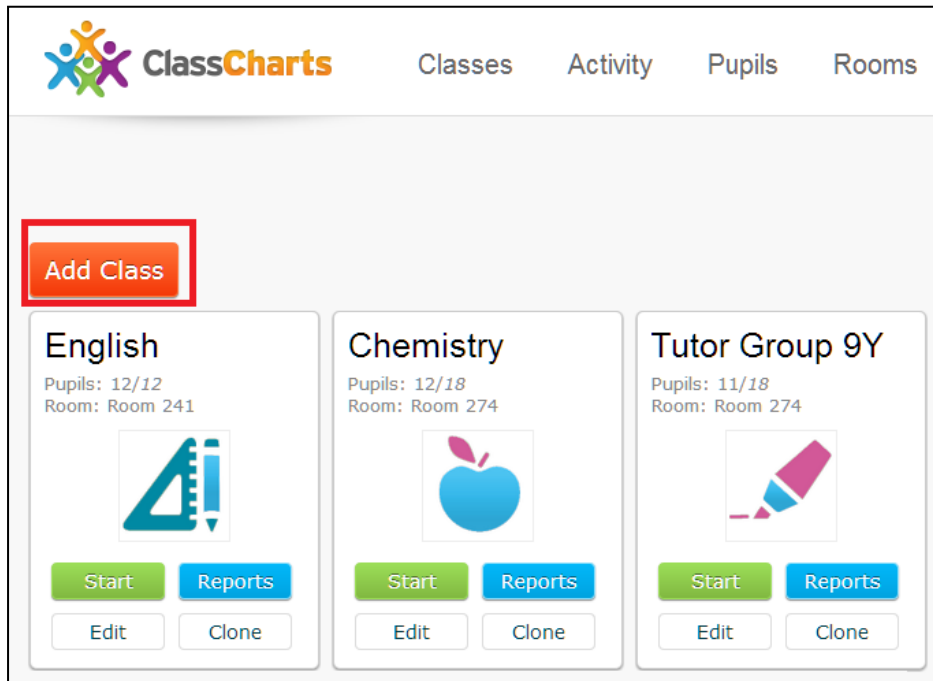 ClassCharts Classes Activity Pupils Rooms
Add Class
English
Pupils: 12/12
Room: Room 241
Start Reports
Edit Clone
Chemistry
Pupils: 12/18
Room: Room 274
Start Reports
Edit Clone
Tutor Group 9Y
Pupils: 11/18
Room: Room 274
Start Reports
Edit Clone